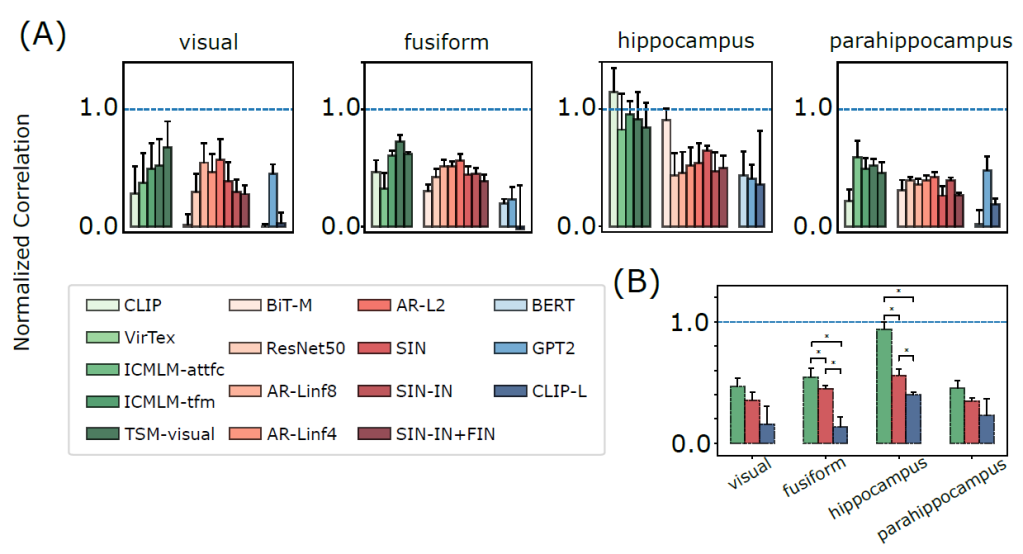 (A)
visual
fusiform
hippocampus
parahippocampus
Normalized Correlation
1.0
0.0
1.0
0.0
1.0
0.0
1.0
0.0
CLIP
VirTex
ICMLM-attfc
ICMLM-tfm
TSM-visual
BiT-M
ResNet50
AR-Linf8
AR-Linf4
AR-L2
SIN
SIN-IN
SIN-IN+FIN
BERT
GPT2
CLIP-L
(B)
1.0
0.0
*
*
*
*
*
*
visual
fusiform
hippocampus
parahippocampus